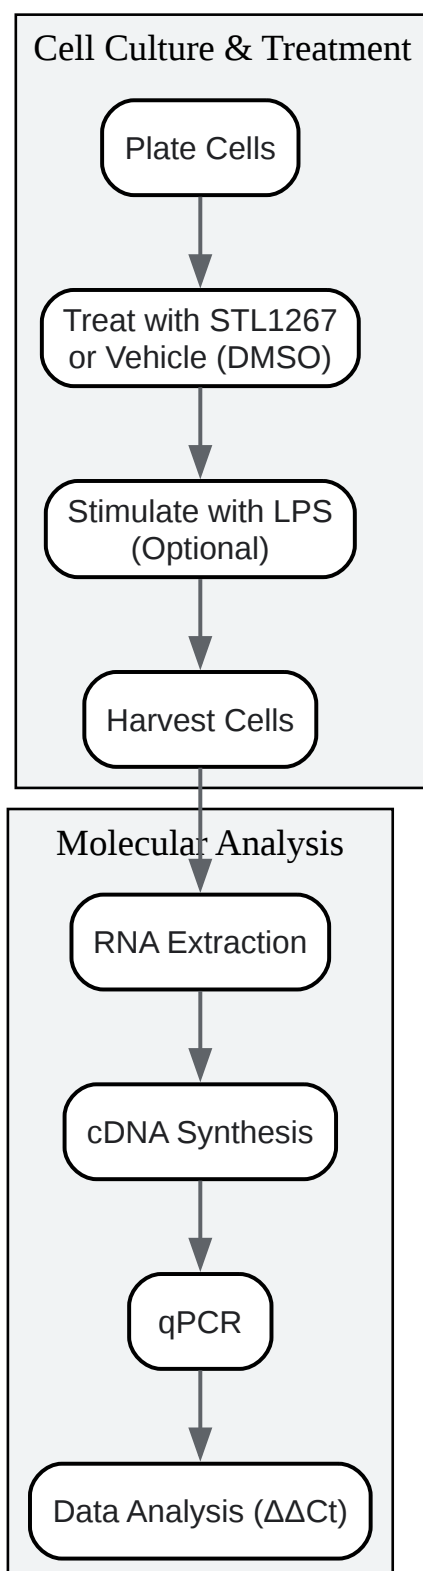 Cell Culture & Treatment
Plate Cells
Treat with STL1267
or Vehicle (DMSO)
Stimulate with LPS
(Optional)
Harvest Cells
Molecular Analysis
RNA Extraction
cDNA Synthesis
qPCR
Data Analysis (ΔΔCt)